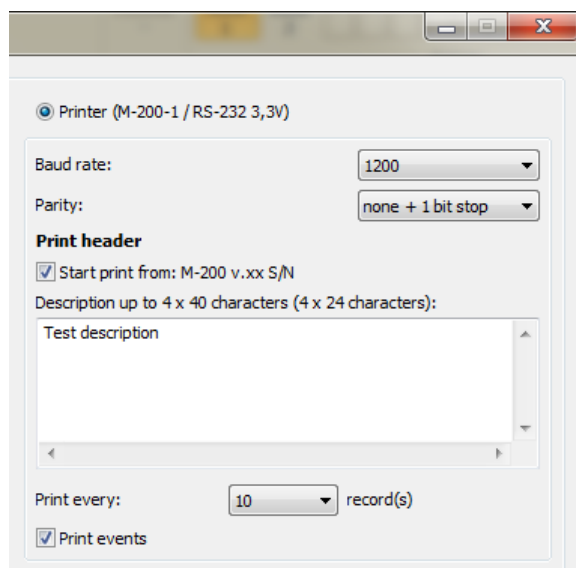 Printer (M-200-1 / RS-232 3,3V)
Baud rate: 1200
Parity: none + 1 bit stop
Print header
Start print from: M-200 v.xx S/N
Description up to 4 x 40 characters (4 x 24 characters):
Test description
Print every: 10 record(s)
Print events